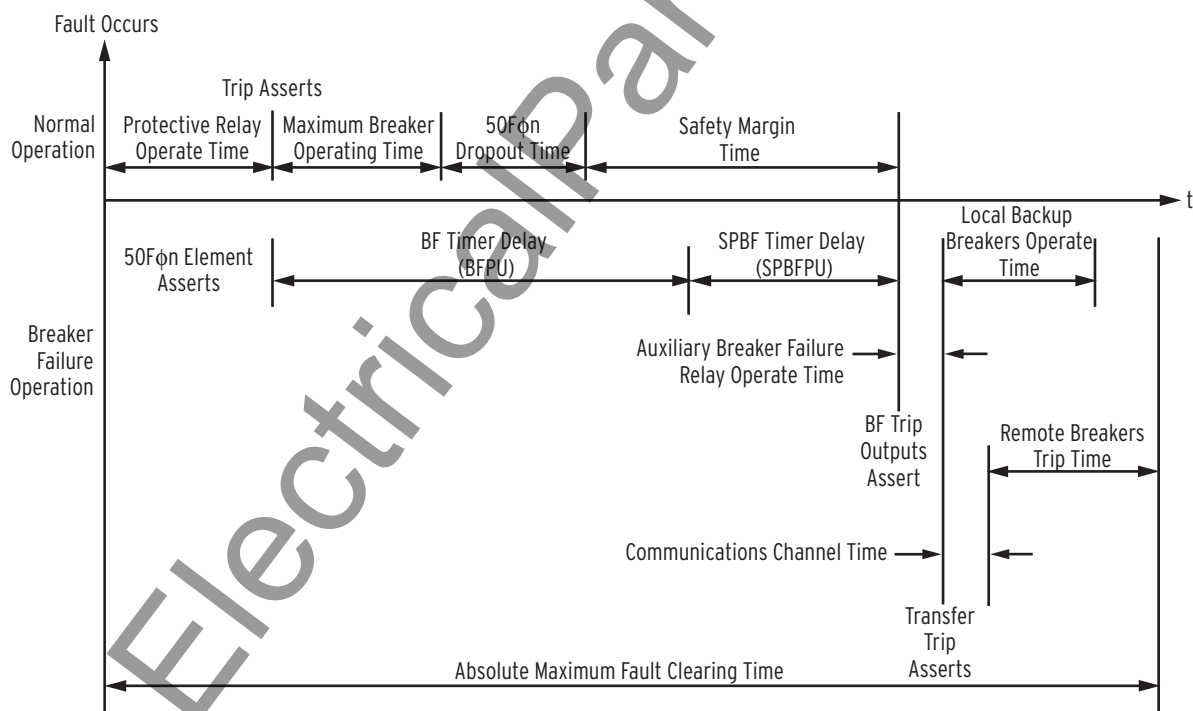 Fault Occurs
Trip Asserts
Normal
Operation
Protective Relay
Operate Time
Maximum Breaker
Operating Time
50Fϕn
Dropout Time
Safety Margin
Time
t
50Fϕn Element
Asserts
BF Timer Delay
(BFPU)
SPBF Timer Delay
(SPBFPU)
Local Backup
Breakers Operate
Time
Breaker
Failure
Operation
Auxiliary Breaker Failure
Relay Operate Time
BF Trip
Outputs
Assert
Remote Breakers
Trip Time
Communications Channel Time
Transfer
Trip
Asserts
Absolute Maximum Fault Clearing Time
ElectricalPar